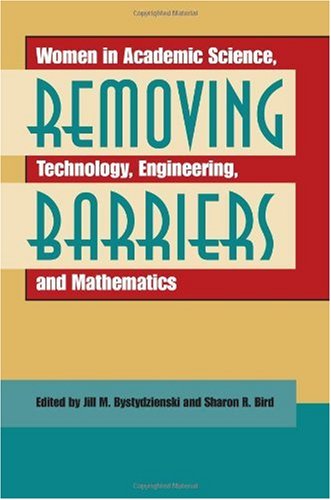 Women in Academic Science,
REMOVING
Technology, Engineering,
BARRIERS
and Mathematics
Edited by Jill M. Bystydzienski and Sharon R. Bird